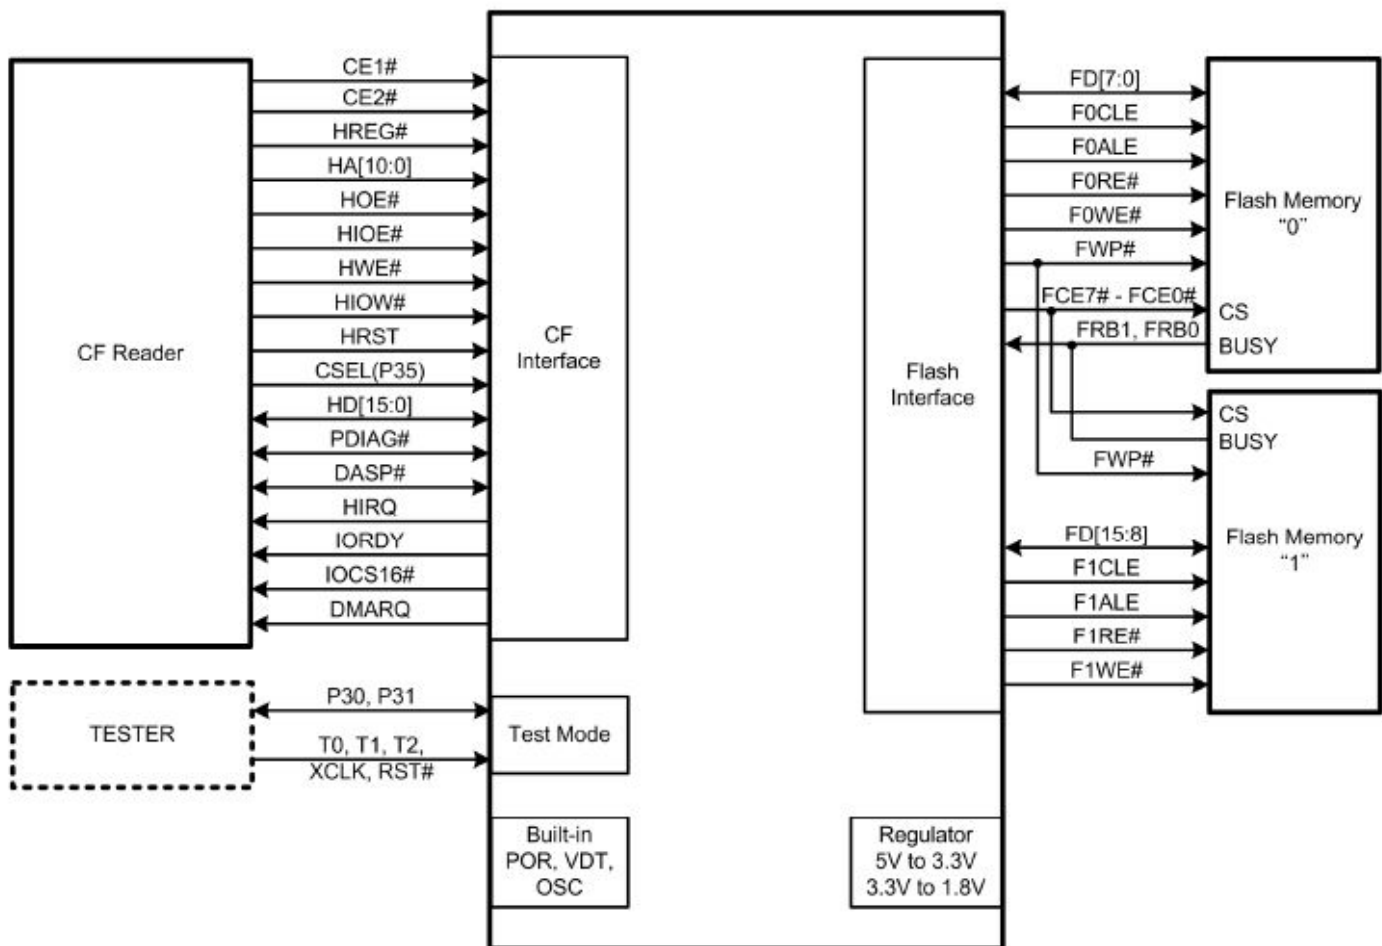 CE1#
CE2#
HREG#
HA[10:0]
HOE#
HIOE#
HWE#
HIOW#
HRST
CSEL(P35)
HD[15:0]
PDIAG#
DASP#
HIRQ
IORDY
IOCS16#
DMARQ
CF Reader
CF
Interface
TESTER
P30, P31
T0, T1, T2,
XCLK, RST#
Test Mode
Built-in
POR, VDT,
OSC
Regulator
5V to 3.3V
3.3V to 1.8V
Flash
Interface
FD[7:0]
F0CLE
F0ALE
F0RE#
F0WE#
FWP#
FCE7# - FCE0#
FRB1, FRB0
Flash Memory
"0"
CS
BUSY
CS
BUSY
FWP#
FD[15:8]
F1CLE
F1ALE
F1RE#
F1WE#
Flash Memory
"1"